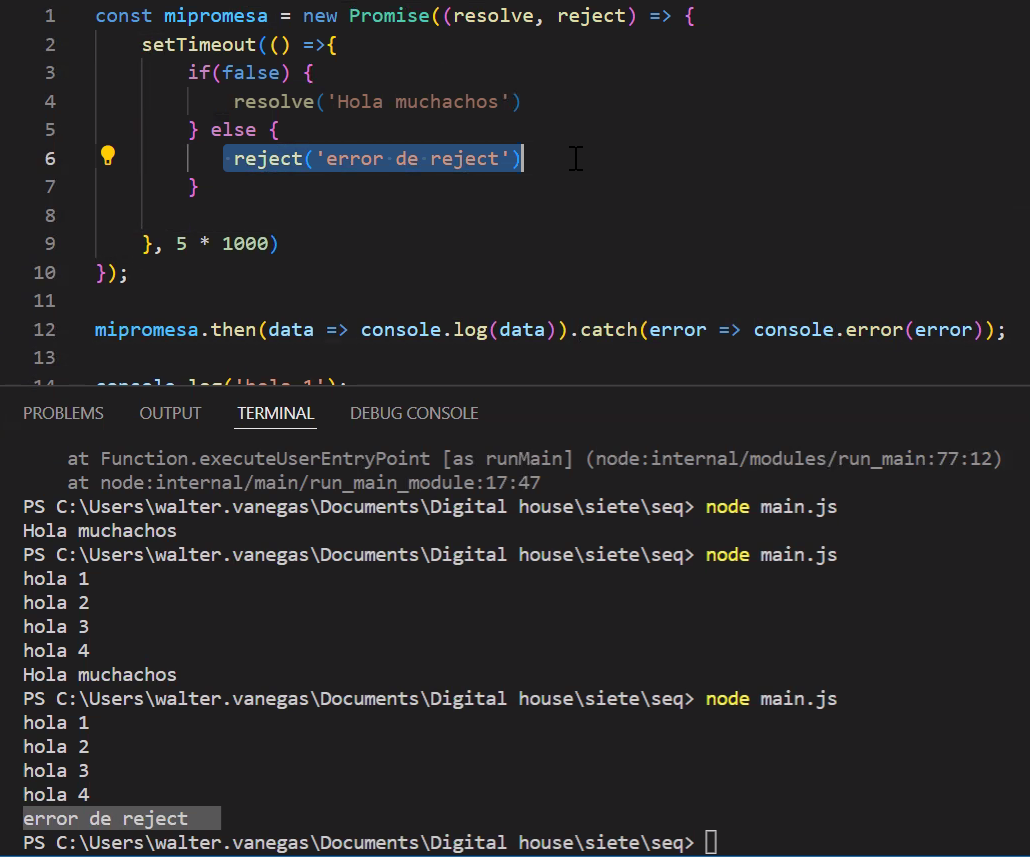 1 const mipromesa = new Promise((resolve, reject) => {
2 setTimeout(() =>{
3 if(false) {
4 resolve('Hola muchachos')
5 } else {
6 reject('error de reject')
7 }
8
9 }, 5 * 1000)
10 });
11
12 mipromesa.then(data => console.log(data)).catch(error => console.error(error));
13
14 console.log('hola 1');
PROBLEMS OUTPUT TERMINAL DEBUG CONSOLE
at Function.executeUserEntryPoint [as runMain] (node:internal/modules/run_main:77:12)
at node:internal/main/run_main_module:17:47
PS C:\Users\walter.vanegas\Documents\Digital house\siete\seq> node main.js
Hola muchachos
PS C:\Users\walter.vanegas\Documents\Digital house\siete\seq> node main.js
hola 1
hola 2
hola 3
hola 4
Hola muchachos
PS C:\Users\walter.vanegas\Documents\Digital house\siete\seq> node main.js
hola 1
hola 2
hola 3
hola 4
error de reject
PS C:\Users\walter.vanegas\Documents\Digital house\siete\seq>